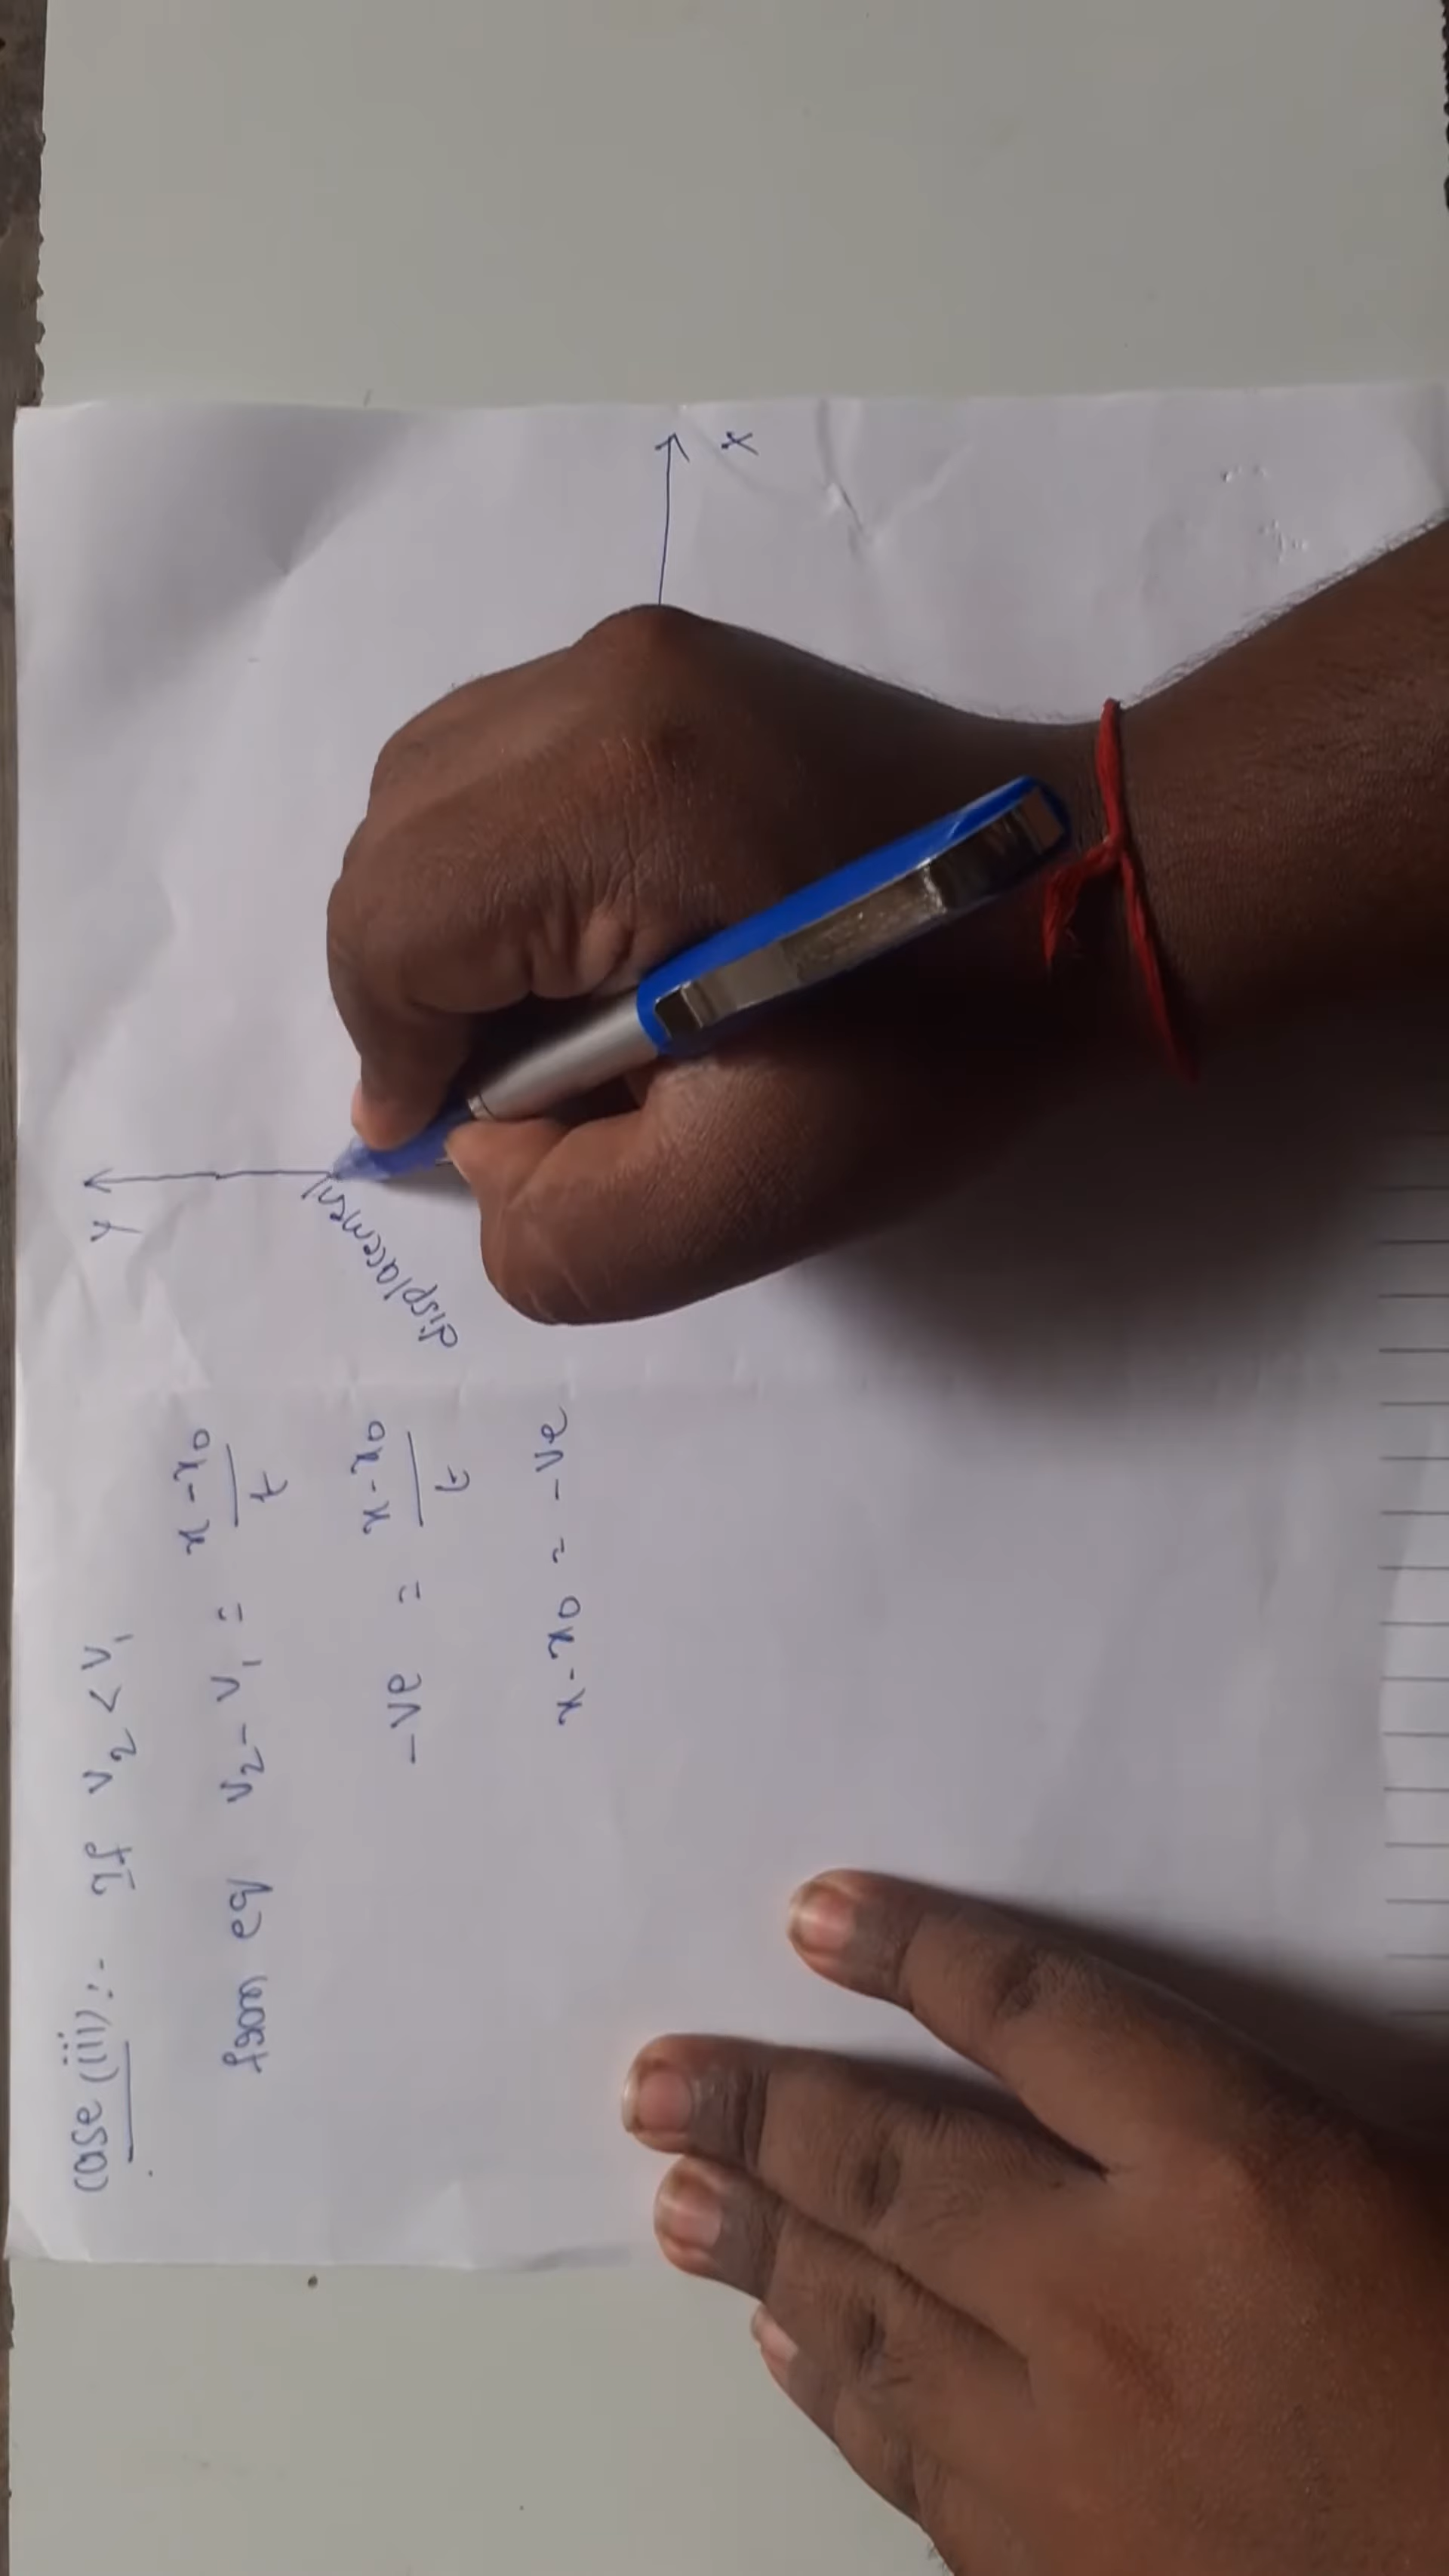 case (iii):- If v₂ < v₁
from eq v₂ - v₁ = x-x₀/t
-ve = x-x₀/t
x-x₀ = -ve
Y
displacement
X